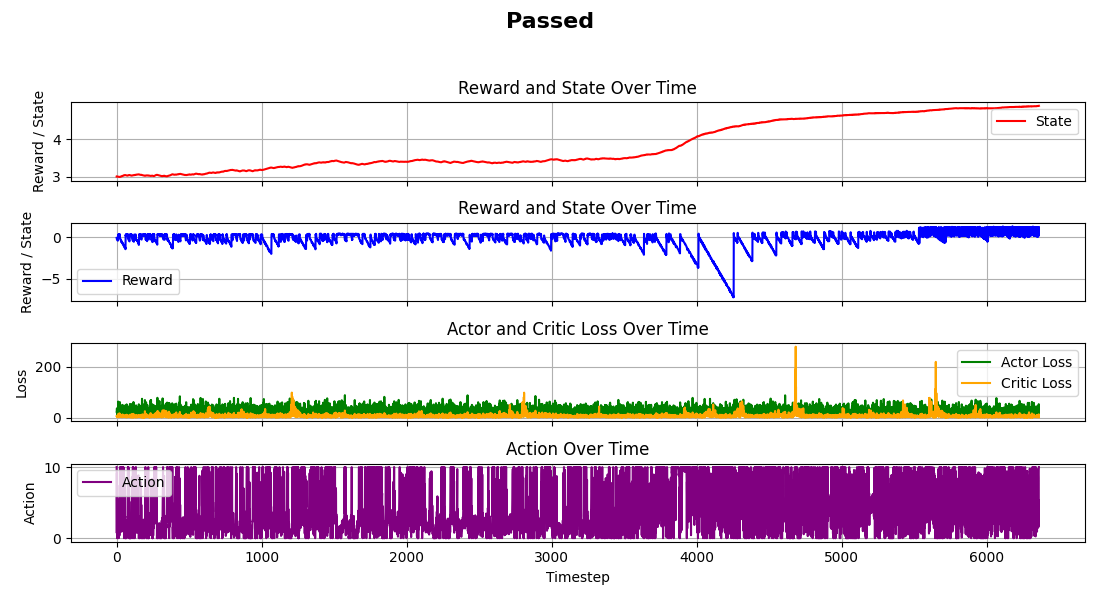 Passed
Reward and State Over Time
Reward / State
4
3
State
Reward and State Over Time
Reward / State
0
−5
Reward
Actor and Critic Loss Over Time
Loss
200
0
Actor Loss
Critic Loss
Action Over Time
Action
10
0
Action
0 1000 2000 3000 4000 5000 6000
Timestep